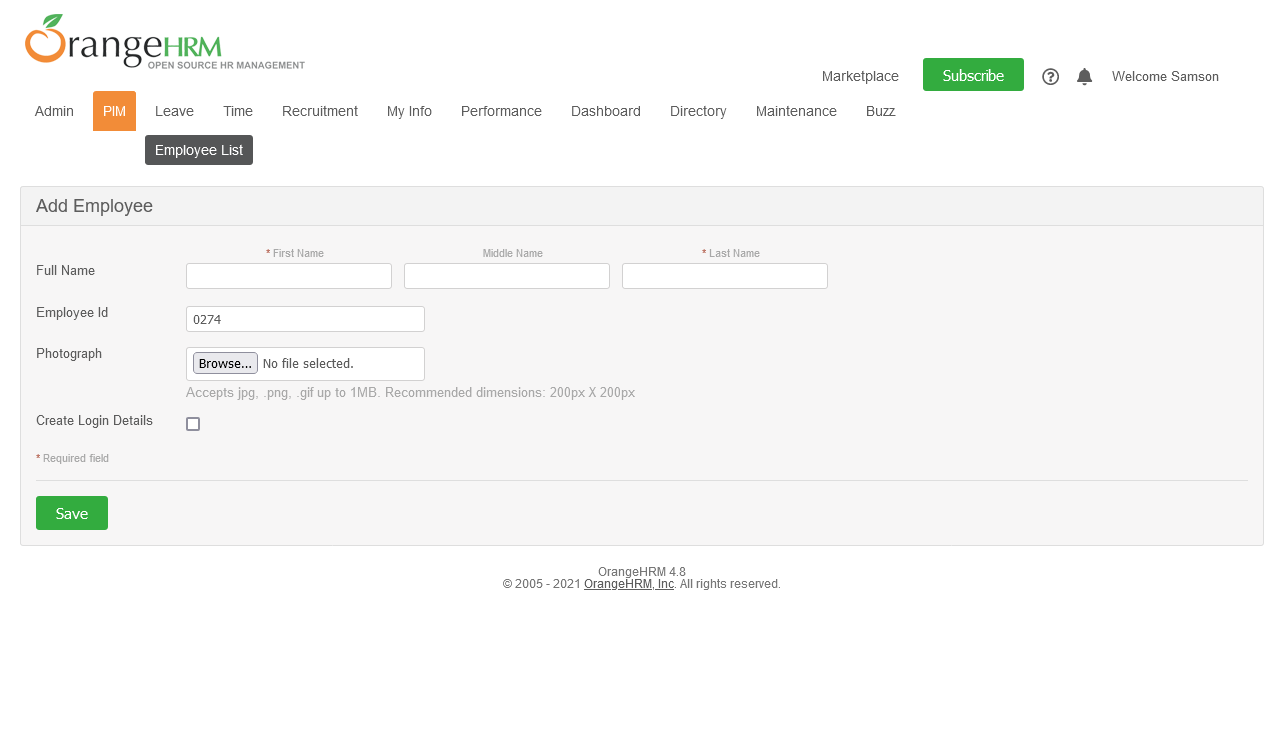 OrangeHRM
OPEN SOURCE HR MANAGEMENT
Marketplace
Subscribe
Welcome Samson
Admin PIM Leave Time Recruitment My Info Performance Dashboard Directory Maintenance Buzz
Employee List
Add Employee
* First Name Middle Name * Last Name
Full Name
Employee Id 0274
Photograph Browse... No file selected.
Accepts jpg, .png, .gif up to 1MB. Recommended dimensions: 200px X 200px
Create Login Details
* Required field
Save
OrangeHRM 4.8
© 2005 - 2021 OrangeHRM, Inc. All rights reserved.